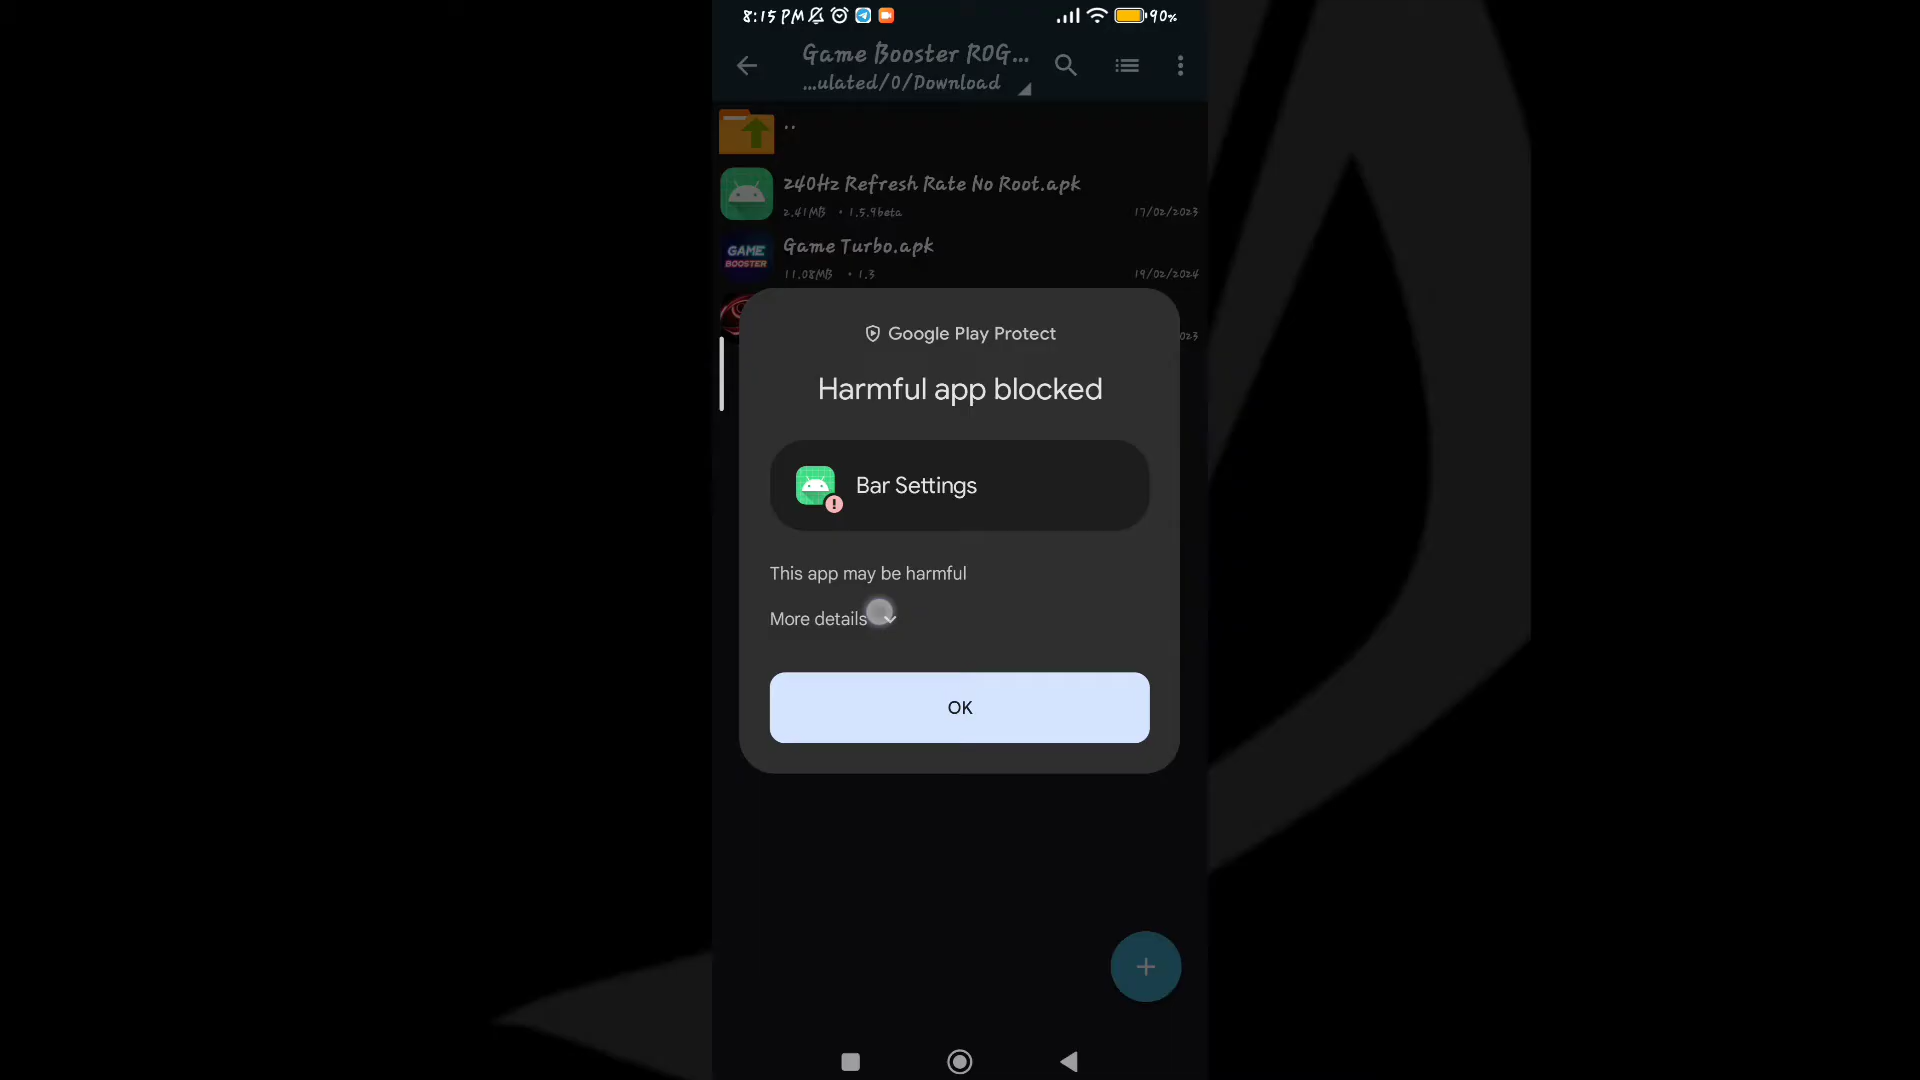 8:15 PM
90%
Game Booster ROG...
...ulated/0/Download
..
240Hz Refresh Rate No Root.apk
2.41MB • 1.5.9beta
17/02/2023
GAME BOOSTER
Game Turbo.apk
11.08MB • 1.3
19/02/2024
023
Google Play Protect
Harmful app blocked
Bar Settings
This app may be harmful
More details
OK